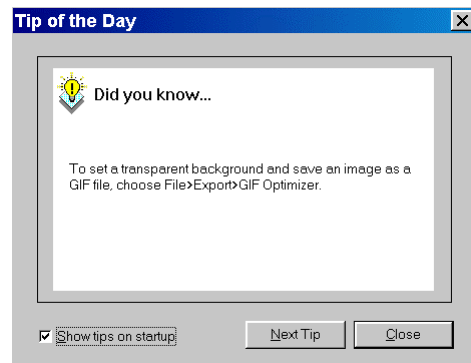 Tip of the Day
Did you know...
To set a transparent background and save an image as a
GIF file, choose File>Export>GIF Optimizer.
Show tips on startup
Next Tip
Close